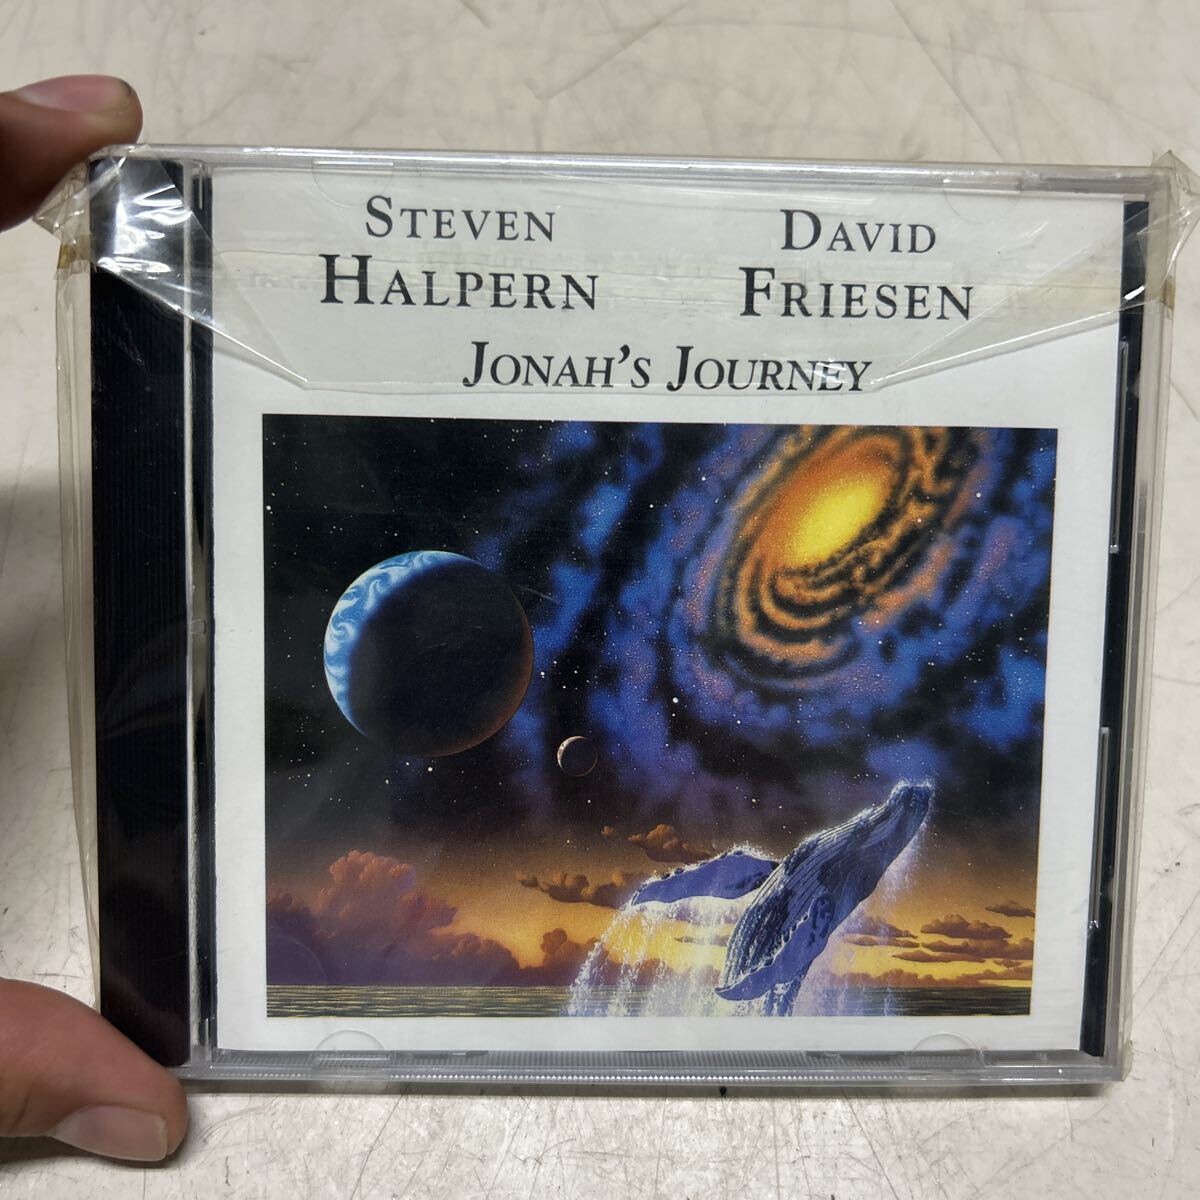 STEVEN
HALPERN
DAVID
FRIESEN
JONAH'S JOURNEY